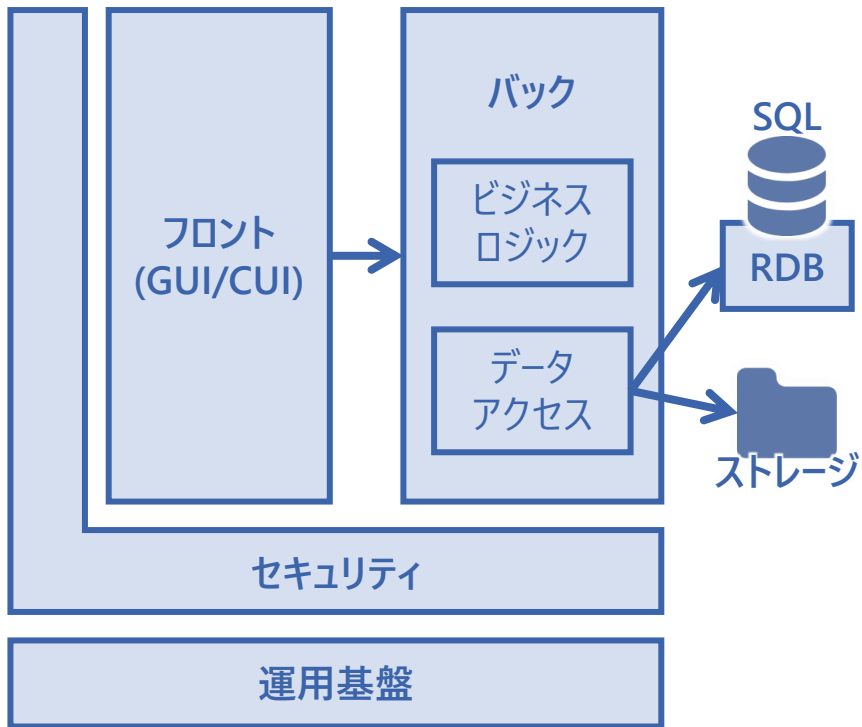 フロント
(GUI/CUI)
バック
ビジネス
ロジック
データ
アクセス
SQL
RDB
ストレージ
セキュリティ
運用基盤